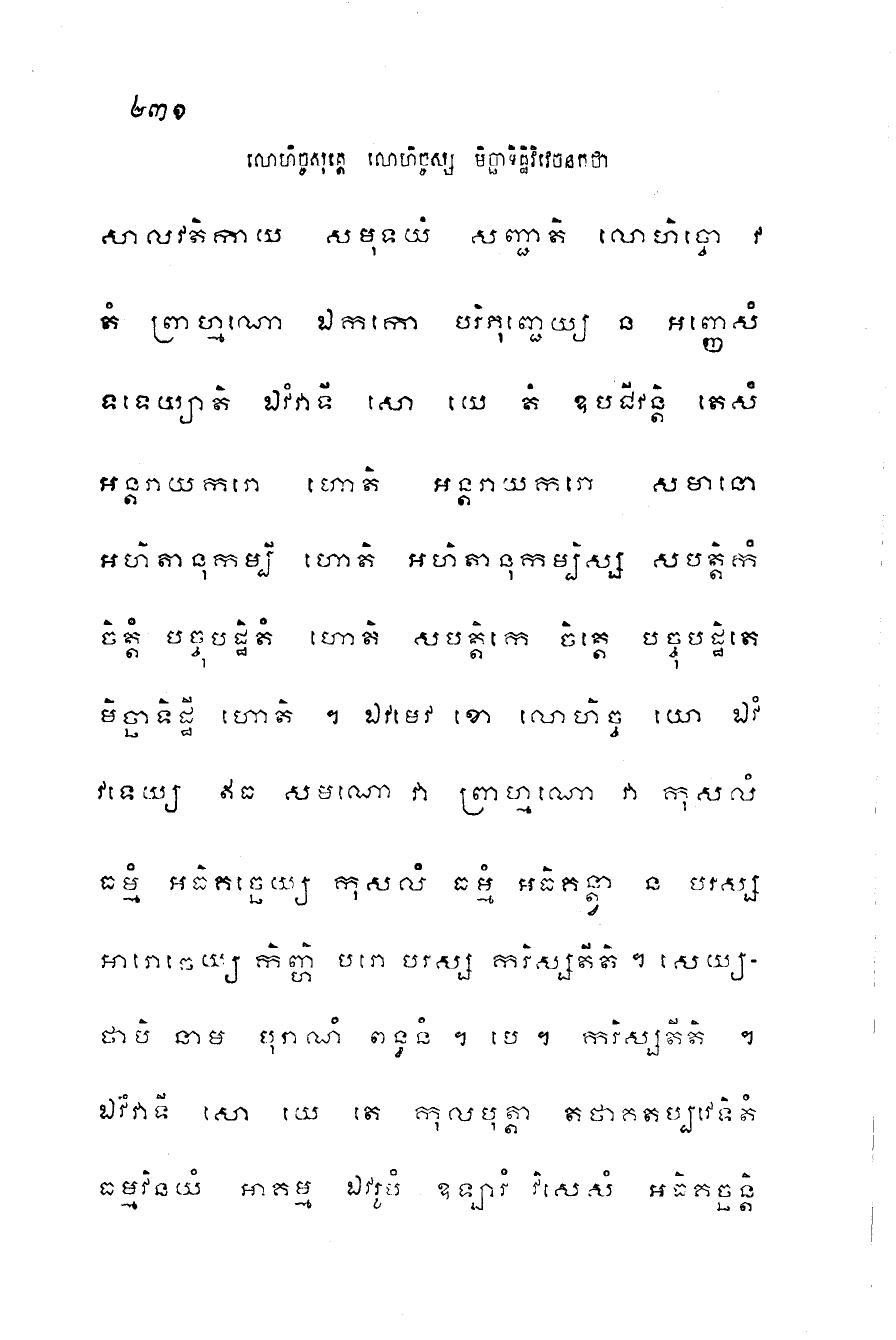 ២៣១
លោហិច្ចសុត្តេ លោហិច្ចស្ស មិច្ឆាទិដ្ឋិវិវេចនកថា
សាលវតិកាយ សមុទយំ សញ្ជាតិ លោហិច្ចោ វ
តំ ព្រាហ្មណោ ឯកកោ បរិភុញ្ជេយ្យ ន អញ្ញេសំ
ទទេយ្យាតិ ឯវំវាទី សោ យេ តំ ឧបជីវន្តិ តេសំ
អន្តរាយករោ ហោតិ អន្តរាយករោ សមានោ
អហិតានុកម្បី ហោតិ អហិតានុកម្បិស្ស សបត្តិកំ
ចិត្តំ បច្ចុបដ្ឋិតំ ហោតិ សបត្តិកេ ចិត្តេ បច្ចុបដ្ឋិតេ
មិច្ឆាទិដ្ឋី ហោតិ ។ ឯវមេវ ខោ លោហិច្ច យោ ឯវំ
វទេយ្យ ឥធ សមណោ វា ព្រាហ្មណោ វា កុសលំ
ធម្មំ អធិគច្ឆេយ្យ កុសលំ ធម្មំ អធិគន្ត្វា ន បរស្ស
អារោចេយ្យ កិញ្ហិ បរោ បរស្ស ករិស្សតីតិ ។ សេយ្យ-
ថាបិ នាម បុរាណំ ពន្ធនំ ។ បេ ។ ករិស្សតីតិ ។
ឯវំវាទី សោ យេ តេ កុលបុត្តា តថាគតប្បវេទិតំ
ធម្មវិនយំ អាគម្ម ឯវរូបំ ឧឡារំ វិសេសំ អធិគច្ឆន្តិ